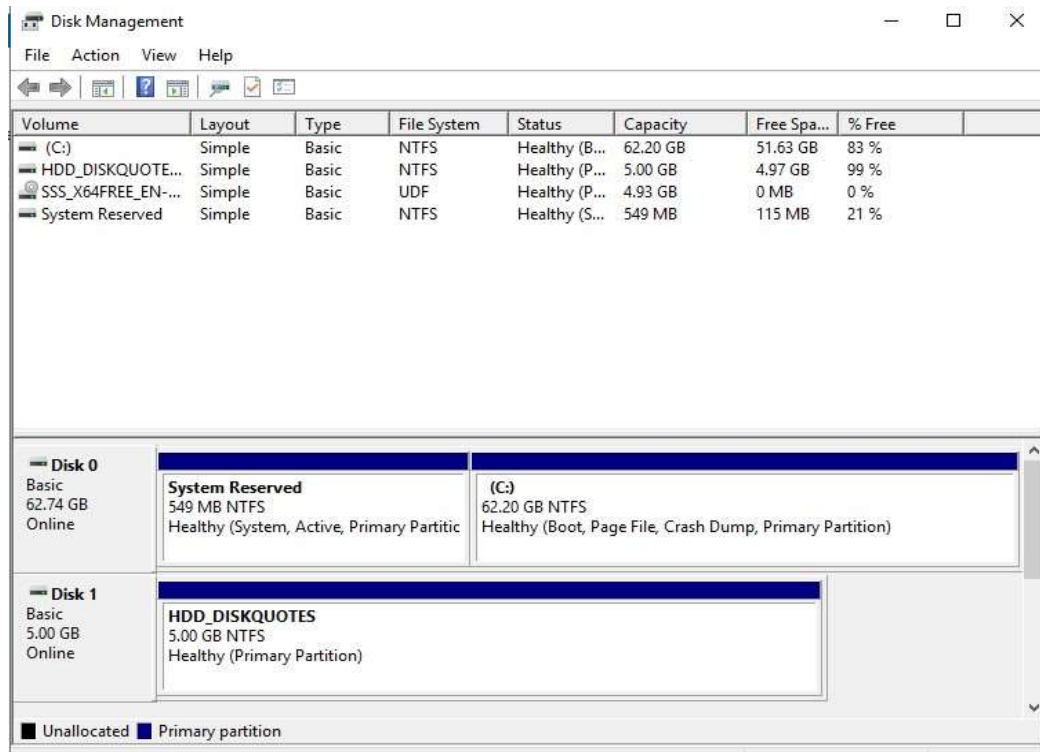 Disk Management
File Action View Help
Volume Layout Type File System Status Capacity Free Spa... % Free
(C:) Simple Basic NTFS Healthy (B... 62.20 GB 51.63 GB 83 %
HDD_DISKQUOTE... Simple Basic NTFS Healthy (P... 5.00 GB 4.97 GB 99 %
SSS_X64FREE_EN-... Simple Basic UDF Healthy (P... 4.93 GB 0 MB 0 %
System Reserved Simple Basic NTFS Healthy (S... 549 MB 115 MB 21 %
Disk 0
Basic
62.74 GB
Online
System Reserved
549 MB NTFS
Healthy (System, Active, Primary Partitic
(C:)
62.20 GB NTFS
Healthy (Boot, Page File, Crash Dump, Primary Partition)
Disk 1
Basic
5.00 GB
Online
HDD_DISKQUOTES
5.00 GB NTFS
Healthy (Primary Partition)
Unallocated Primary partition